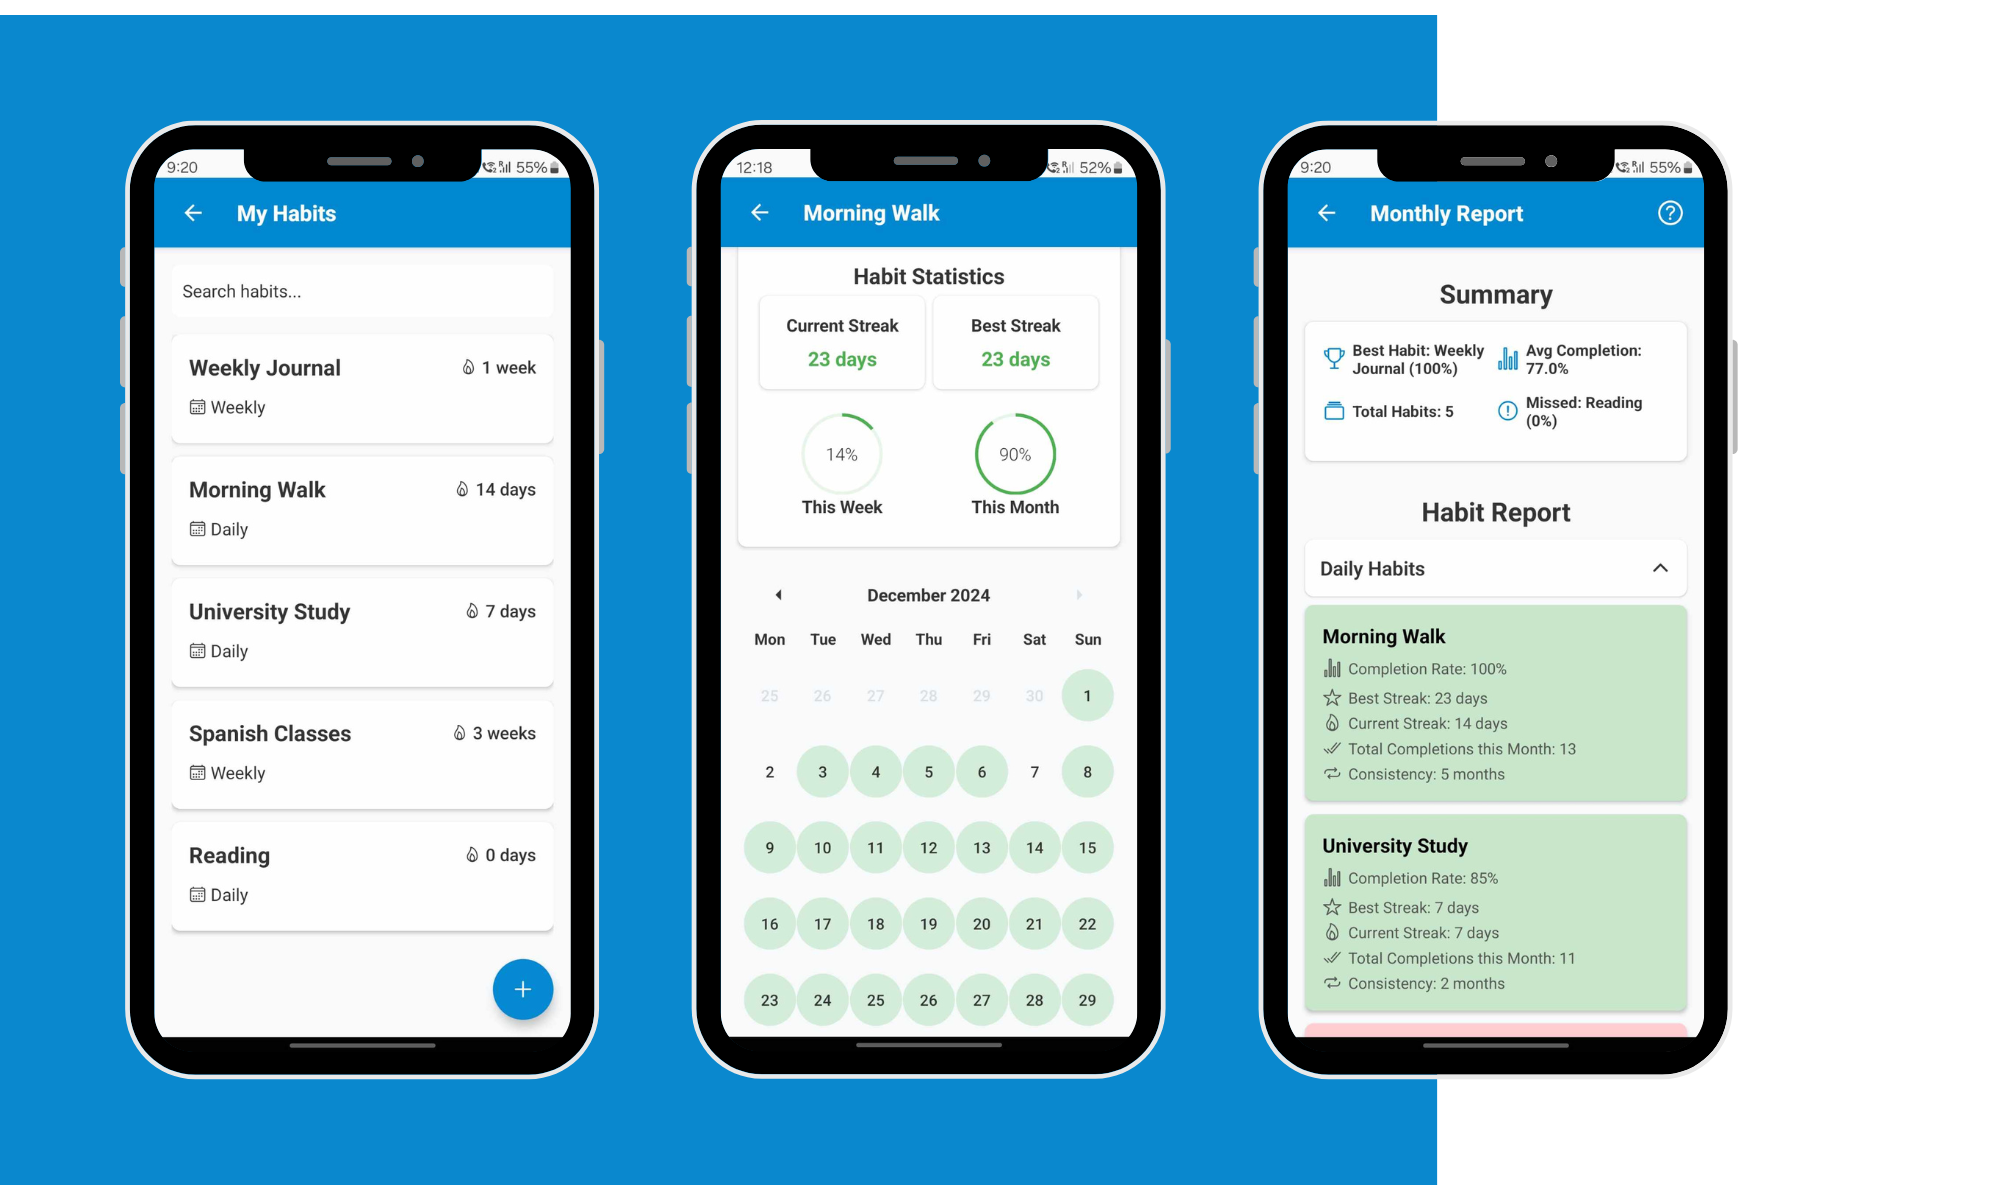 9:20
55%
My Habits
Search habits...
Weekly Journal
1 week
Weekly
Morning Walk
14 days
Daily
University Study
7 days
Daily
Spanish Classes
3 weeks
Weekly
Reading
0 days
Daily
+
12:18
52%
Morning Walk
Habit Statistics
Current Streak
23 days
Best Streak
23 days
14%
This Week
90%
This Month
December 2024
Mon Tue Wed Thu Fri Sat Sun
25 26 27 28 29 30 1
2 3 4 5 6 7 8
9 10 11 12 13 14 15
16 17 18 19 20 21 22
23 24 25 26 27 28 29
9:20
55%
Monthly Report
?
Summary
Best Habit: Weekly
Journal (100%)
Avg Completion:
77.0%
Total Habits: 5
Missed: Reading
(0%)
Habit Report
Daily Habits
Morning Walk
Completion Rate: 100%
Best Streak: 23 days
Current Streak: 14 days
Total Completions this Month: 13
Consistency: 5 months
University Study
Completion Rate: 85%
Best Streak: 7 days
Current Streak: 7 days
Total Completions this Month: 11
Consistency: 2 months